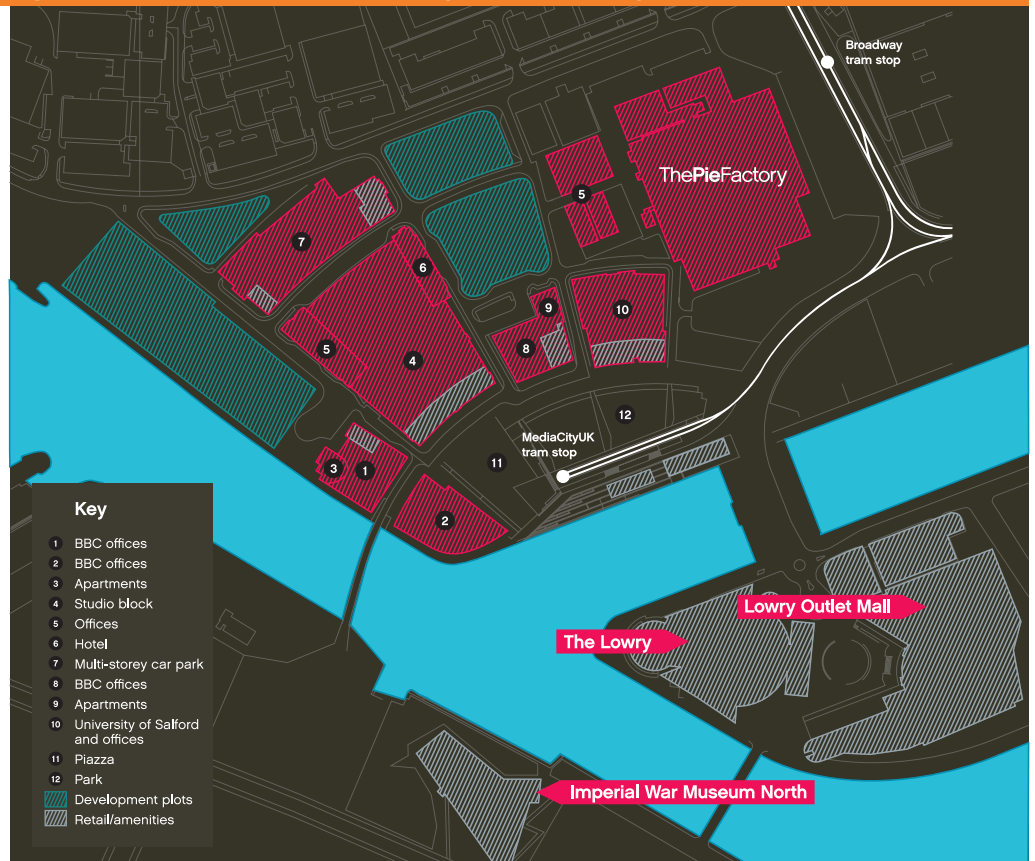 Broadway
tram stop
ThePieFactory
5
7
6
9
10
5
4
8
12
MediaCityUK
tram stop
11
3
1
2
Key
1 BBC offices
2 BBC offices
3 Apartments
4 Studio block
5 Offices
6 Hotel
7 Multi-storey car park
8 BBC offices
9 Apartments
10 University of Salford
and offices
11 Piazza
12 Park
Development plots
Retail/amenities
Lowry Outlet Mall
The Lowry
Imperial War Museum North